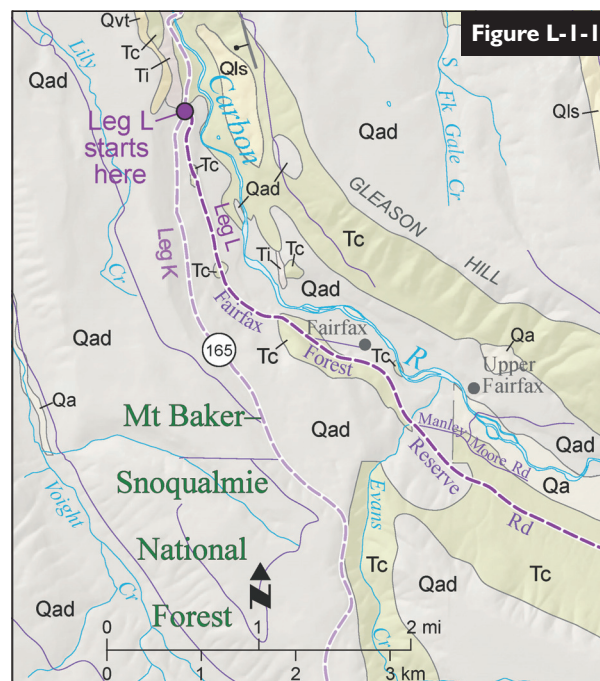 Figure L-1-1
Qvt
Tc
Ti
Lily
Qad
Qls
Carbon
S Fk Gale Cr
Qls
Qad
Leg L
starts
here
Tc
Qad
GLEASON
HILL
Leg L
Leg K
Tc
Tc
Ti
Tc
Qad
Cr
Fairfax
Forest
Reserve
Rd
Fairfax
R
Qa
Upper
Fairfax
165
Tc
Tc
Qad
Qa
Mt Baker–
Snoqualmie
National
Forest
Qad
Manley Moore Rd
Qad
Qa
Voight
Cr
Evans
Cr
Tc
Qad
Tc
Qad
N
0 1 2 mi
0 1 2 3 km